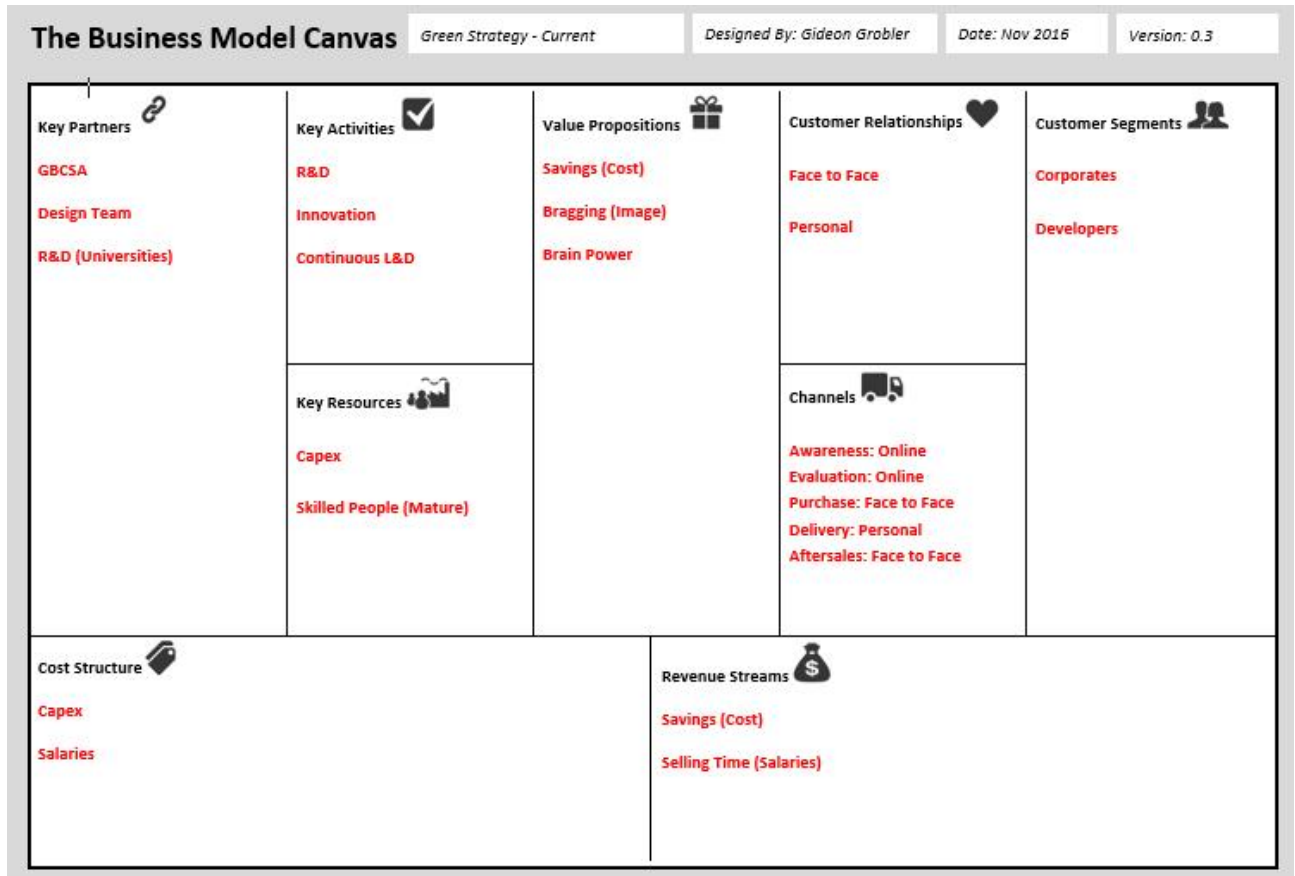 The Business Model Canvas
Green Strategy - Current
Designed By: Gideon Grobler
Date: Nov 2016
Version: 0.3
Key Partners
GBCSA
Design Team
R&D (Universities)
Key Activities
R&D
Innovation
Continuous L&D
Key Resources
Capex
Skilled People (Mature)
Value Propositions
Savings (Cost)
Bragging (Image)
Brain Power
Customer Relationships
Face to Face
Personal
Channels
Awareness: Online
Evaluation: Online
Purchase: Face to Face
Delivery: Personal
Aftersales: Face to Face
Customer Segments
Corporates
Developers
Cost Structure
Capex
Salaries
Revenue Streams
$
Savings (Cost)
Selling Time (Salaries)